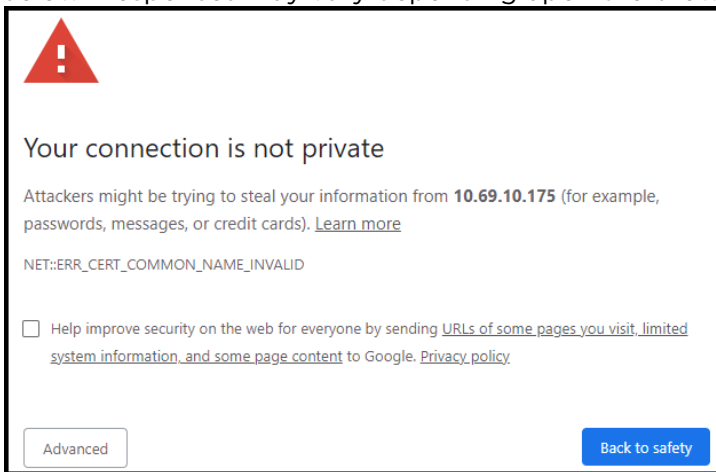 Your connection is not private
Attackers might be trying to steal your information from 10.69.10.175 (for example,
passwords, messages, or credit cards). Learn more
NET::ERR_CERT_COMMON_NAME_INVALID
Help improve security on the web for everyone by sending URLs of some pages you visit, limited
system information, and some page content to Google. Privacy policy
Advanced
Back to safety